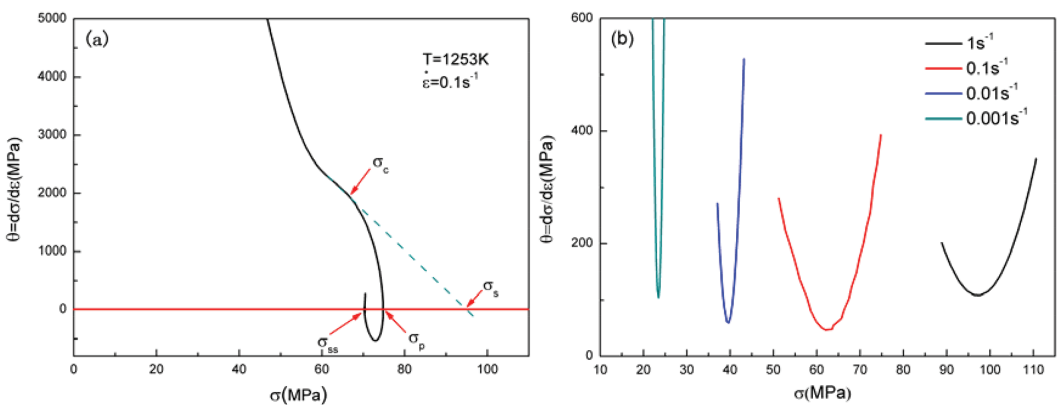 (a)
T=1253K
ε̇=0.1s⁻¹
θ=dσ/dε(MPa)
5000
4000
3000
2000
1000
0
σc
σs
σss
σp
0 20 40 60 80 100
σ(MPa)
(b)
1s⁻¹
0.1s⁻¹
0.01s⁻¹
0.001s⁻¹
θ=dσ/dε(MPa)
600
400
200
0
10 20 30 40 50 60 70 80 90 100 110
σ(MPa)